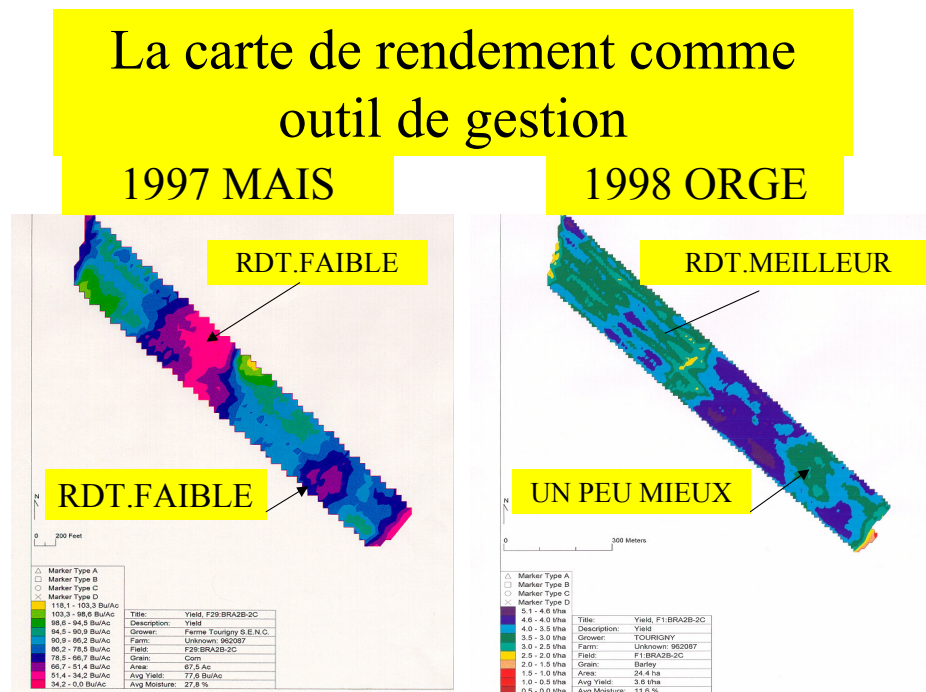 La carte de rendement comme
outil de gestion
1997 MAIS
1998 ORGE
RDT.FAIBLE
RDT.FAIBLE
N
0 200 Feet
Marker Type A
Marker Type B
Marker Type C
Marker Type D
118,1 - 103,3 Bu/Ac
103,3 - 98,6 Bu/Ac
98,6 - 94,5 Bu/Ac
94,5 - 90,9 Bu/Ac
90,9 - 86,2 Bu/Ac
86,2 - 78,5 Bu/Ac
78,5 - 66,7 Bu/Ac
66,7 - 51,4 Bu/Ac
51,4 - 34,2 Bu/Ac
34,2 - 0,0 Bu/Ac
Title: Yield, F29:BRA2B-2C
Description: Yield
Grower: Ferme Tourigny S.E.N.C.
Farm: Unknown: 962087
Field: F29:BRA2B-2C
Grain: Corn
Area: 67,5 Ac
Avg Yield: 77,6 Bu/Ac
Avg Moisture: 27,8 %
RDT.MEILLEUR
UN PEU MIEUX
N
0 300 Meters
Marker Type A
Marker Type B
Marker Type C
Marker Type D
5.1 - 4.6 t/ha
4.6 - 4.0 t/ha
4.0 - 3.5 t/ha
3.5 - 3.0 t/ha
3.0 - 2.5 t/ha
2.5 - 2.0 t/ha
2.0 - 1.5 t/ha
1.5 - 1.0 t/ha
1.0 - 0.5 t/ha
0.5 - 0.0 t/ha
Title: Yield, F1:BRA2B-2C
Description: Yield
Grower: TOURIGNY
Farm: Unknown: 962087
Field: F1:BRA2B-2C
Grain: Barley
Area: 24.4 ha
Avg Yield: 3.6 t/ha
Avg Moisture: 11.6 %